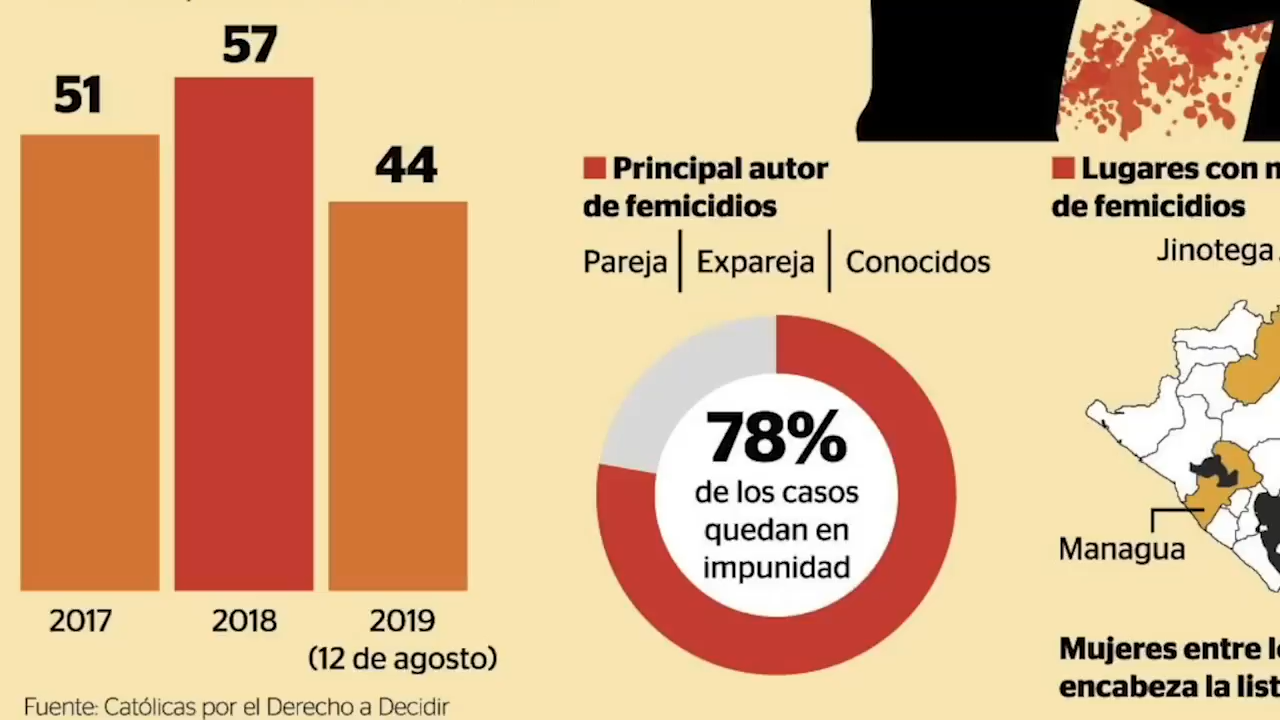 51
57
44
2017
2018
2019
(12 de agosto)
Fuente: Católicas por el Derecho a Decidir
Principal autor
de femicidios
Pareja | Expareja | Conocidos
78%
de los casos
quedan en
impunidad
Lugares con
de femicidios
Jinotega
Managua
Mujeres entre
encabeza la